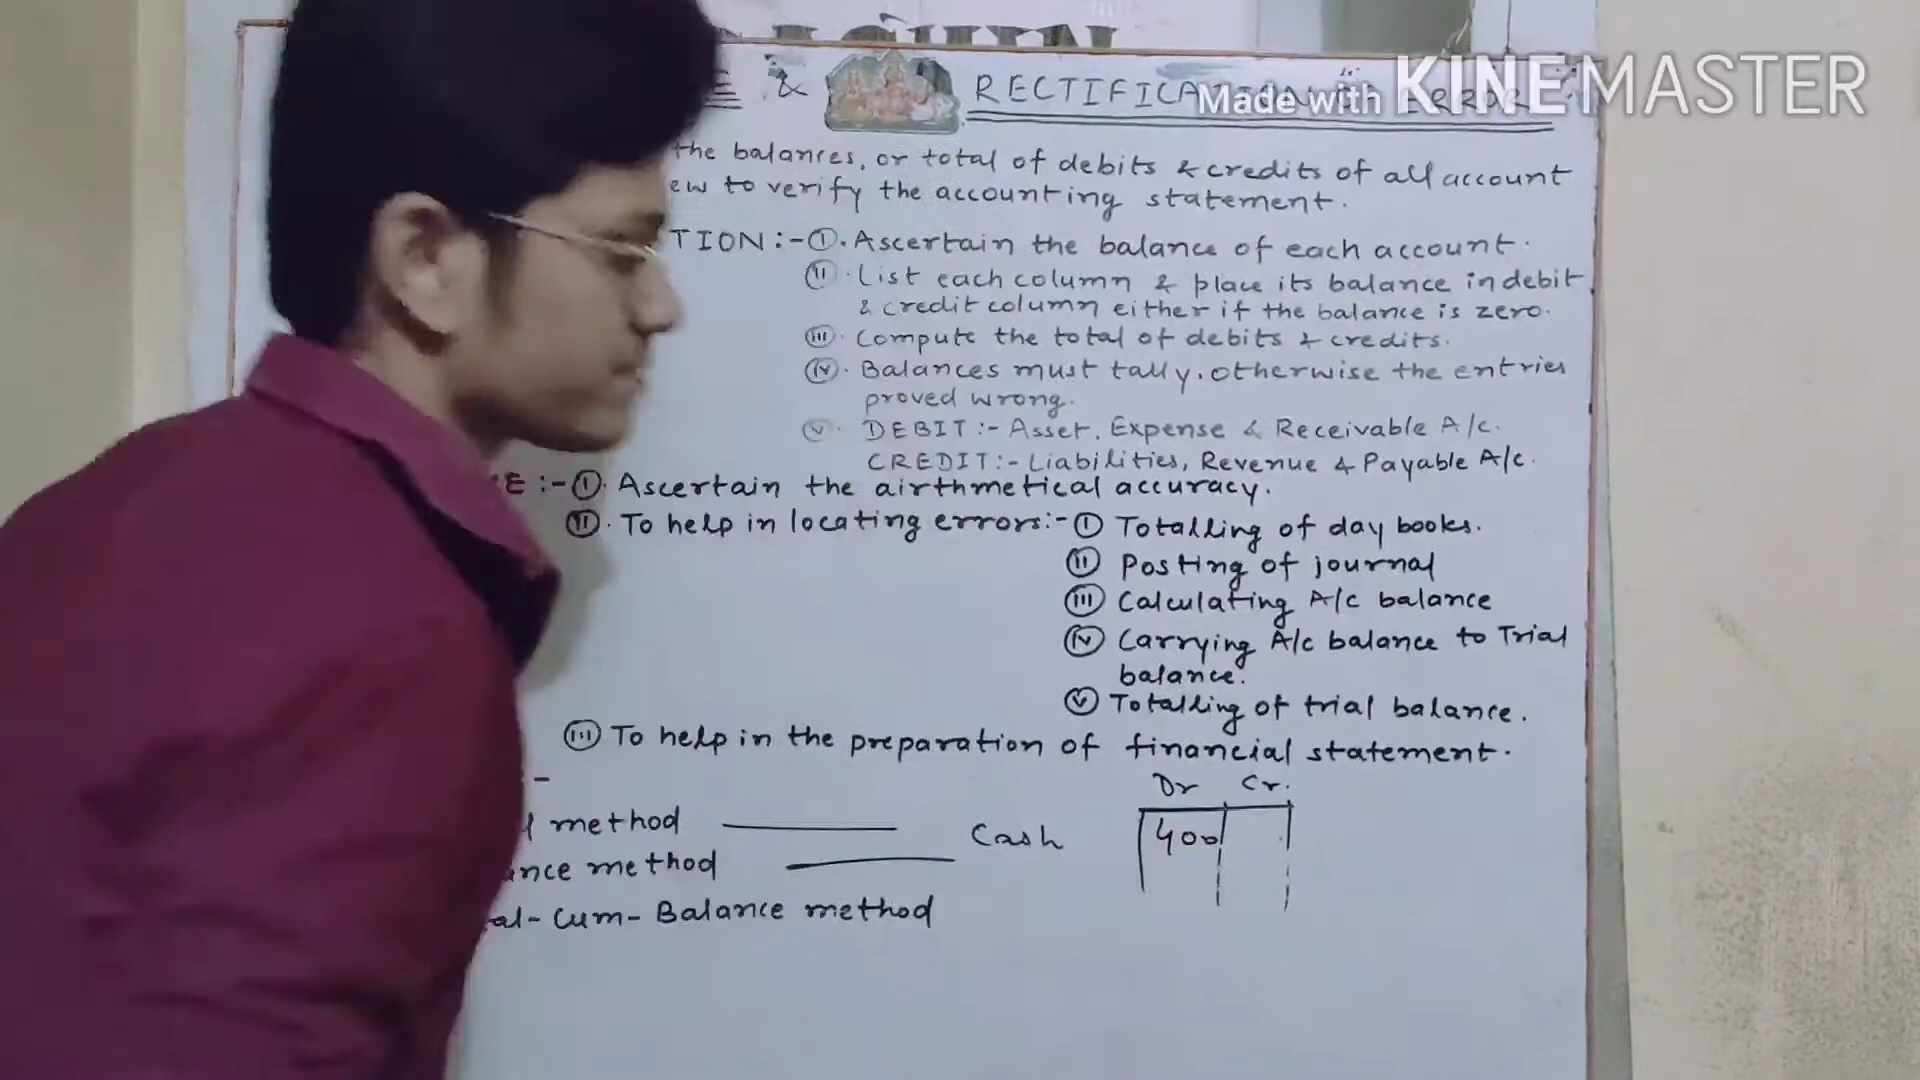 & RECTIFICATION OF ERROR
Made with KINEMASTER
the balances, or total of debits & credits of all account
ew to verify the accounting statement.
TION :- (I). Ascertain the balance of each account.
(II). List each column & place its balance in debit
& credit column either if the balance is zero.
(III). Compute the total of debits & credits.
(IV). Balances must tally. otherwise the entries
proved wrong.
(V). DEBIT :- Asset, Expense & Receivable A/c.
CREDIT :- Liabilities, Revenue & Payable A/c.
E :- (I). Ascertain the airthmetical accuracy.
(II). To help in locating errors:- (I) Totalling of day books.
(II) Posting of journal
(III) Calculating A/c balance
(IV) Carrying A/c balance to Trial
balance.
(V) Totalling of trial balance.
(III) To help in the preparation of financial statement.
:-
Dr Cr.
l method Cash 400
ance method
al-Cum-Balance method